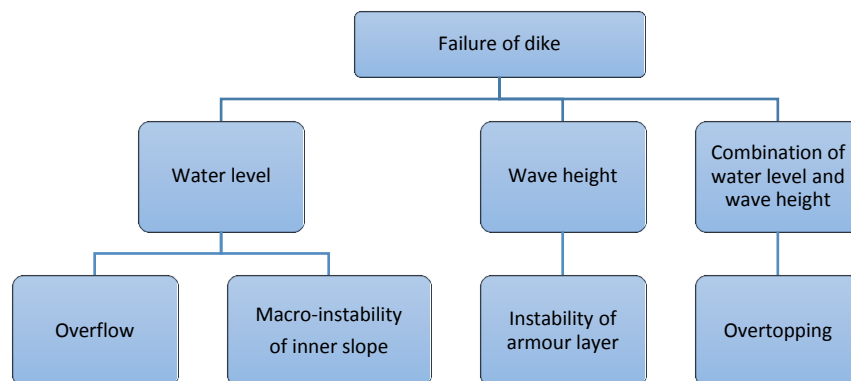 Failure of dike
Water level
Wave height
Combination of
water level and
wave height
Overflow
Macro-instability
of inner slope
Instability of
armour layer
Overtopping